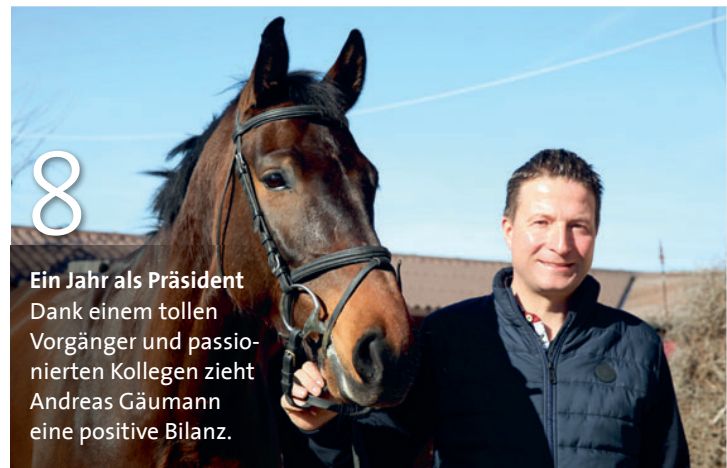 8
Ein Jahr als Präsident
Dank einem tollen
Vorgänger und passio-
nierten Kollegen zieht
Andreas Gäumann
eine positive Bilanz.